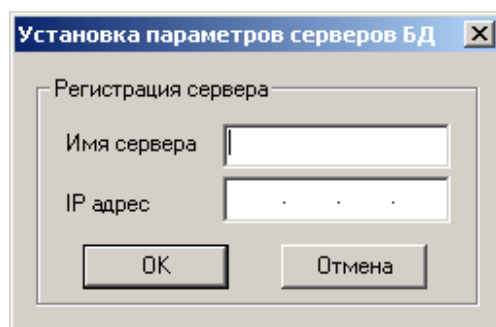 Установка параметров серверов БД
Регистрация сервера
Имя сервера
IP адрес . . .
OK Отмена